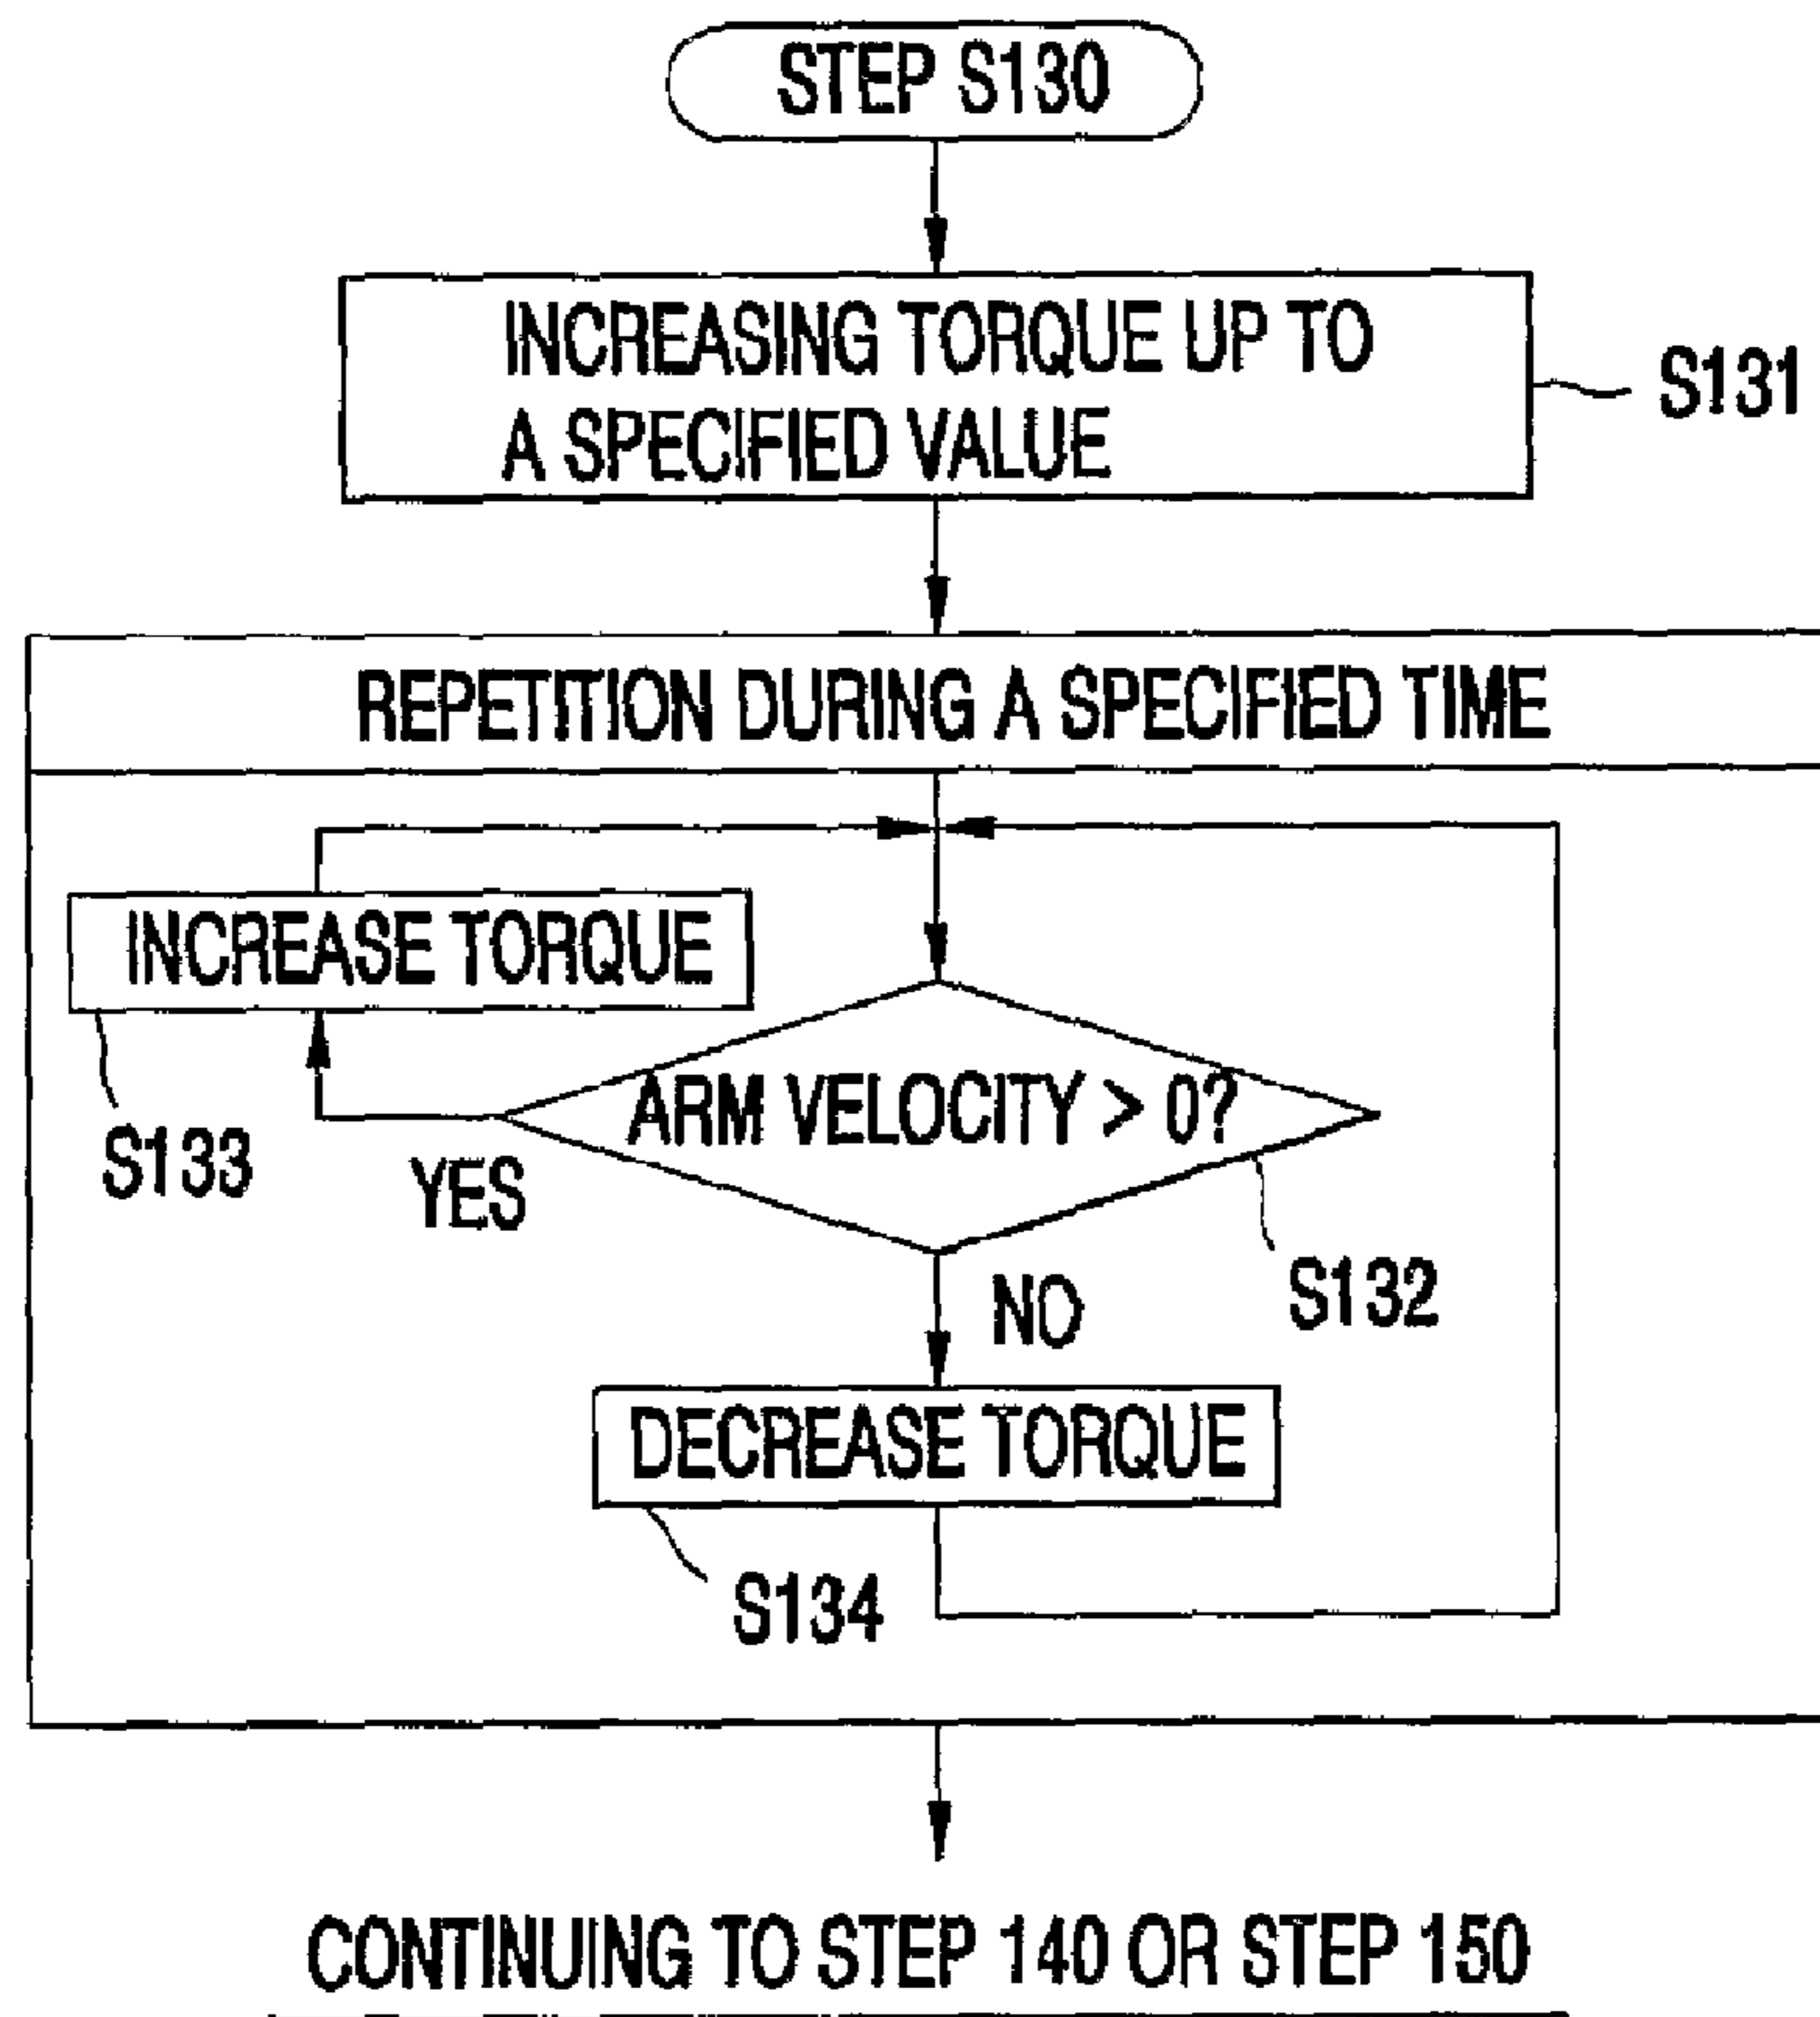 STEP S130
INCREASING TORQUE UP TO
A SPECIFIED VALUE
S131
REPETITION DURING A SPECIFIED TIME
INCREASE TORQUE
ARM VELOCITY > 0?
S133
YES
NO
S132
DECREASE TORQUE
S134
CONTINUING TO STEP 140 OR STEP 150